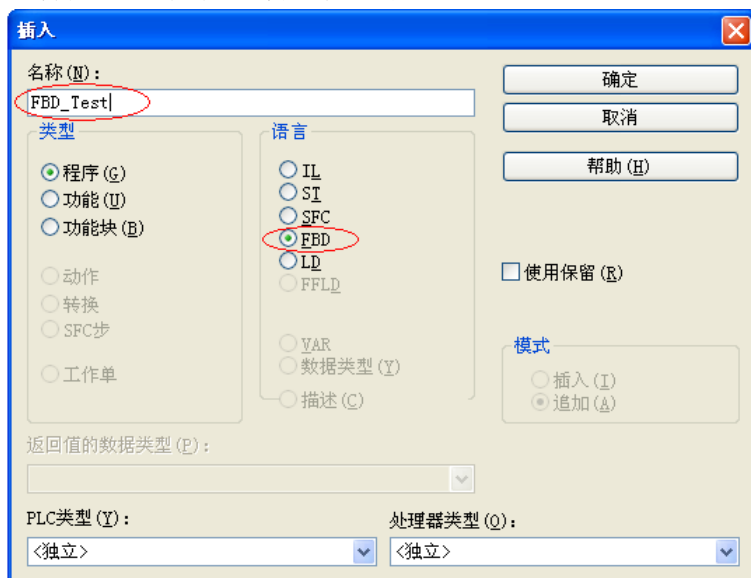 插入
名称(N):
FBD_Test
确定
取消
帮助(H)
类型
程序(G)
功能(U)
功能块(B)
动作
转换
SFC步
工作单
语言
IL
ST
SFC
FBD
LD
FFLD
VAR
数据类型(Y)
描述(C)
使用保留(R)
模式
插入(I)
追加(A)
返回值的数据类型(P):
PLC类型(Y):
<独立>
处理器类型(O):
<独立>